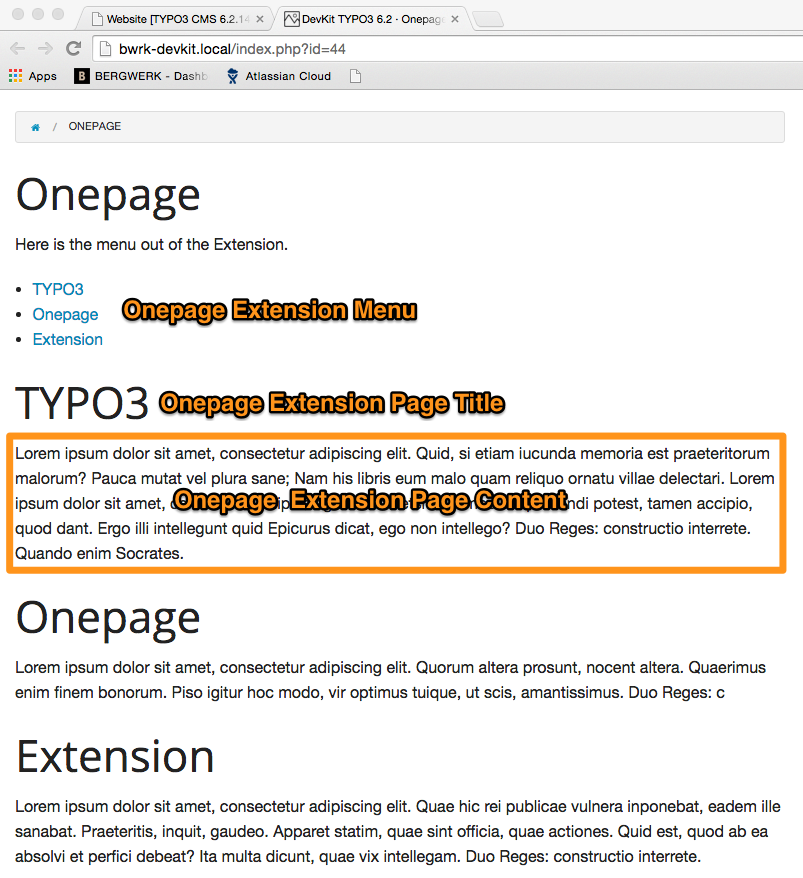 Website [TYPO3 CMS 6.2.14
DevKit TYPO3 6.2 · Onepage
bwrk-devkit.local/index.php?id=44
Apps
BERGWERK - Dashb
Atlassian Cloud
/ ONEPAGE
Onepage
Here is the menu out of the Extension.
• TYPO3
• Onepage
• Extension
Onepage Extension Menu
TYPO3
Onepage Extension Page Title
Lorem ipsum dolor sit amet, consectetur adipiscing elit. Quid, si etiam iucunda memoria est praeteritorum
malorum? Pauca mutat vel plura sane; Nam his libris eum malo quam reliquo ornatu villae delectari. Lorem
ipsum dolor sit amet, potest, tamen accipio,
Onepage Extension Page Content
quod dant. Ergo illi intellegunt quid Epicurus dicat, ego non intellego? Duo Reges: constructio interrete.
Quando enim Socrates.
Onepage
Lorem ipsum dolor sit amet, consectetur adipiscing elit. Quorum altera prosunt, nocent altera. Quaerimus
enim finem bonorum. Piso igitur hoc modo, vir optimus tuique, ut scis, amantissimus. Duo Reges: c
Extension
Lorem ipsum dolor sit amet, consectetur adipiscing elit. Quae hic rei publicae vulnera inponebat, eadem ille
sanabat. Praeteritis, inquit, gaudeo. Apparet statim, quae sint officia, quae actiones. Quid est, quod ab ea
absolvi et perfici debeat? Ita multa dicunt, quae vix intellegam. Duo Reges: constructio interrete.